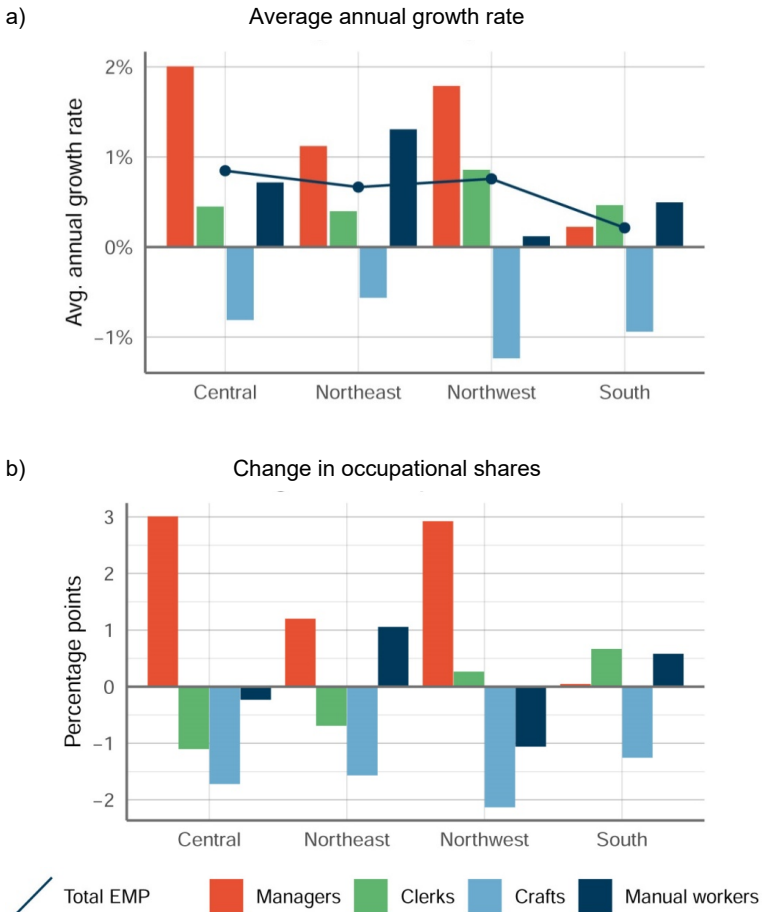 a) Average annual growth rate
Avg. annual growth rate
2%
1%
0%
−1%
Central Northeast Northwest South
b) Change in occupational shares
Percentage points
3
2
1
0
−1
−2
Central Northeast Northwest South
Total EMP Managers Clerks Crafts Manual workers